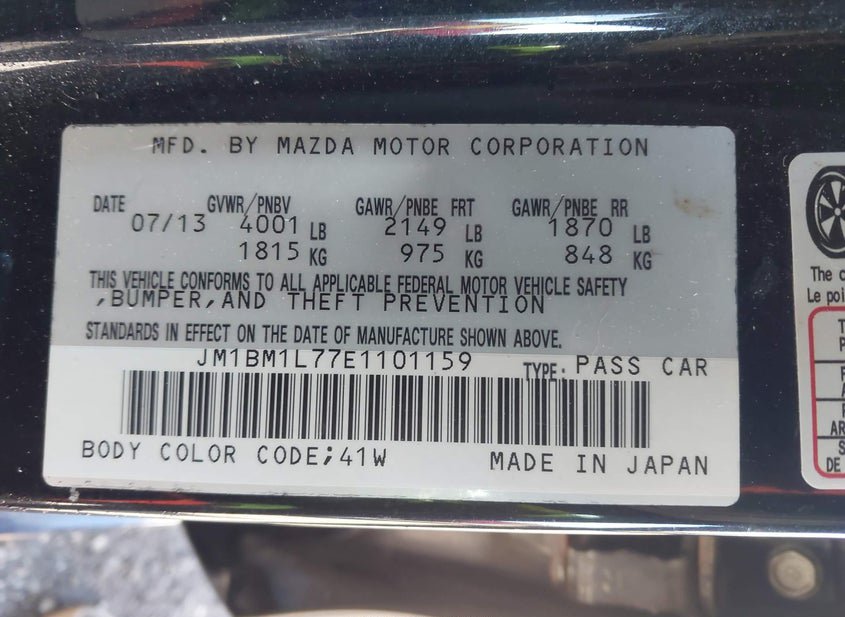 MFD. BY MAZDA MOTOR CORPORATION
DATE GVWR/PNBV GAWR/PNBE FRT GAWR/PNBE RR
07/13 4001 LB 2149 LB 1870 LB
1815 KG 975 KG 848 KG
THIS VEHICLE CONFORMS TO ALL APPLICABLE FEDERAL MOTOR VEHICLE SAFETY
,BUMPER,AND THEFT PREVENTION
STANDARDS IN EFFECT ON THE DATE OF MANUFACTURE SHOWN ABOVE.
JM1BM1L77E1101159 TYPE: PASS CAR
BODY COLOR CODE;41W MADE IN JAPAN
The
Le
DE